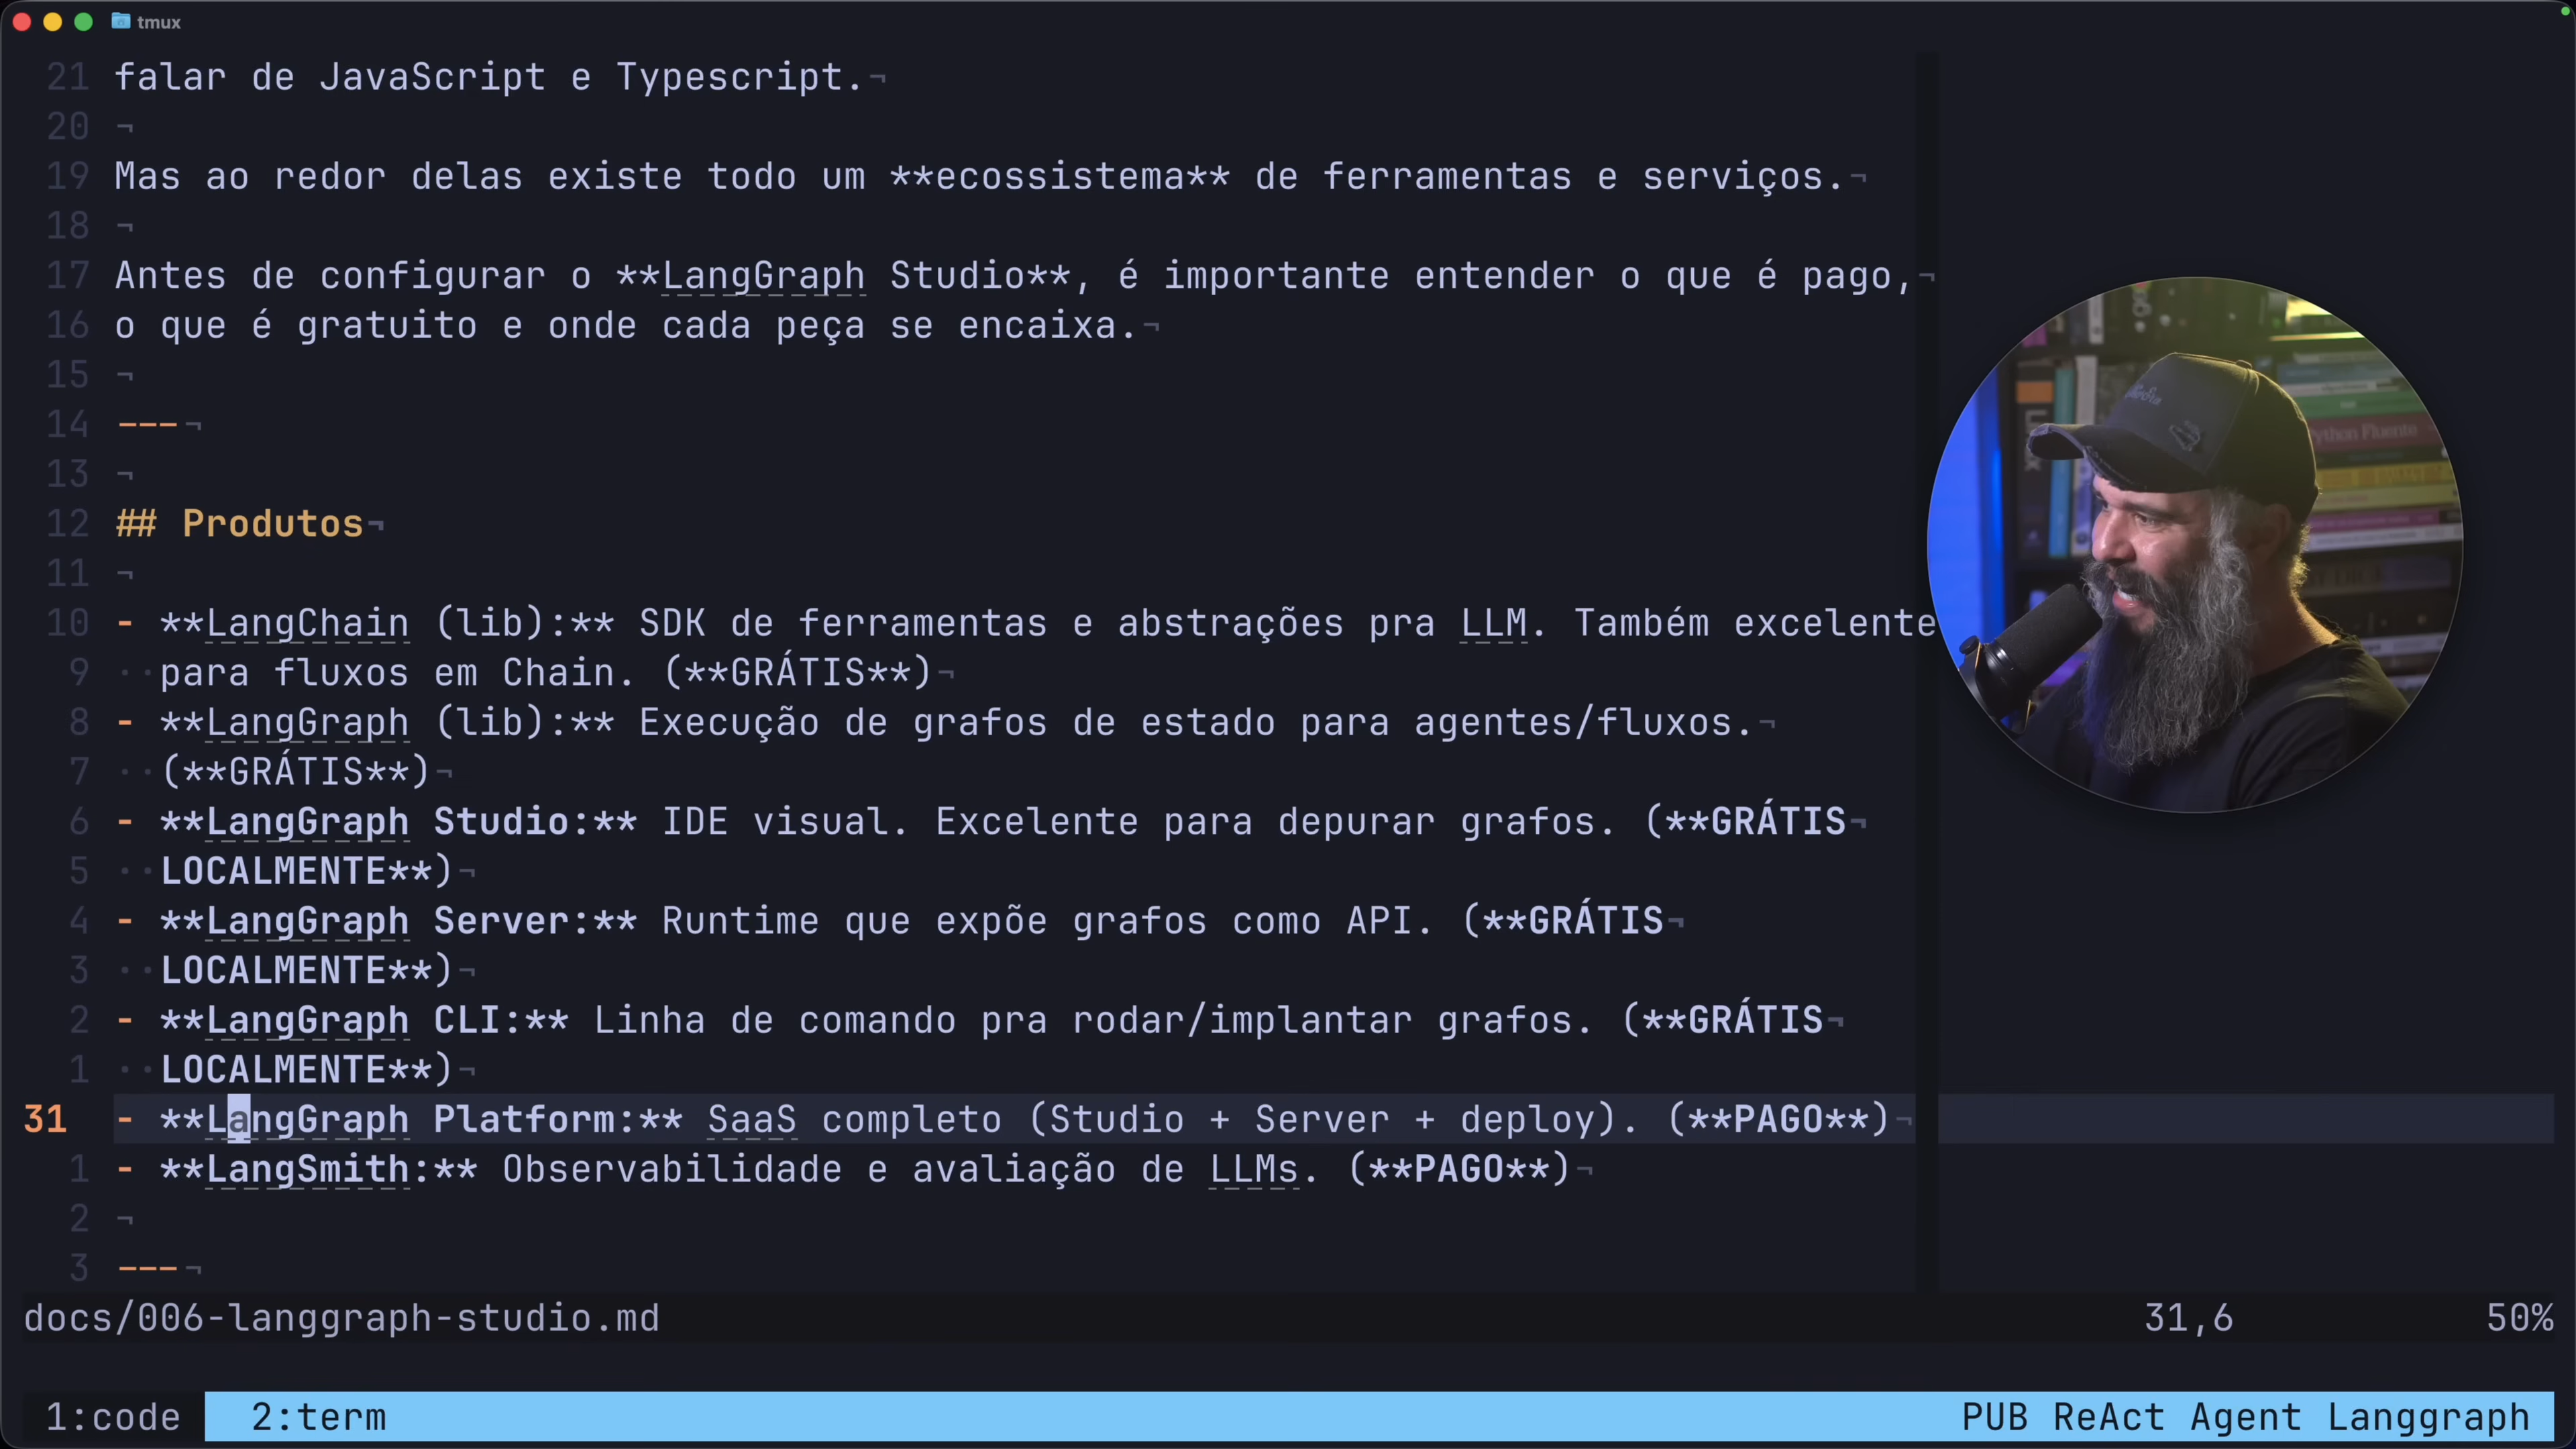 tmux
21 falar de JavaScript e Typescript.¬
20 ¬
19 Mas ao redor delas existe todo um **ecossistema** de ferramentas e serviços.¬
18 ¬
17 Antes de configurar o **LangGraph Studio**, é importante entender o que é pago,¬
16 o que é gratuito e onde cada peça se encaixa.¬
15 ¬
14 ---¬
13 ¬
12 ## Produtos¬
11 ¬
10 - **LangChain (lib):** SDK de ferramentas e abstrações pra LLM. Também excelente
9 ··para fluxos em Chain. (**GRÁTIS**)¬
8 - **LangGraph (lib):** Execução de grafos de estado para agentes/fluxos.¬
7 ··(**GRÁTIS**)¬
6 - **LangGraph Studio:** IDE visual. Excelente para depurar grafos. (**GRÁTIS¬
5 ··LOCALMENTE**)¬
4 - **LangGraph Server:** Runtime que expõe grafos como API. (**GRÁTIS¬
3 ··LOCALMENTE**)¬
2 - **LangGraph CLI:** Linha de comando pra rodar/implantar grafos. (**GRÁTIS¬
1 ··LOCALMENTE**)¬
31 - **LangGraph Platform:** SaaS completo (Studio + Server + deploy). (**PAGO**)¬
1 - **LangSmith:** Observabilidade e avaliação de LLMs. (**PAGO**)¬
2 ¬
3 ---¬
docs/006-langgraph-studio.md 31,6 50%
1:code 2:term PUB ReAct Agent Langgraph
Python Fluente